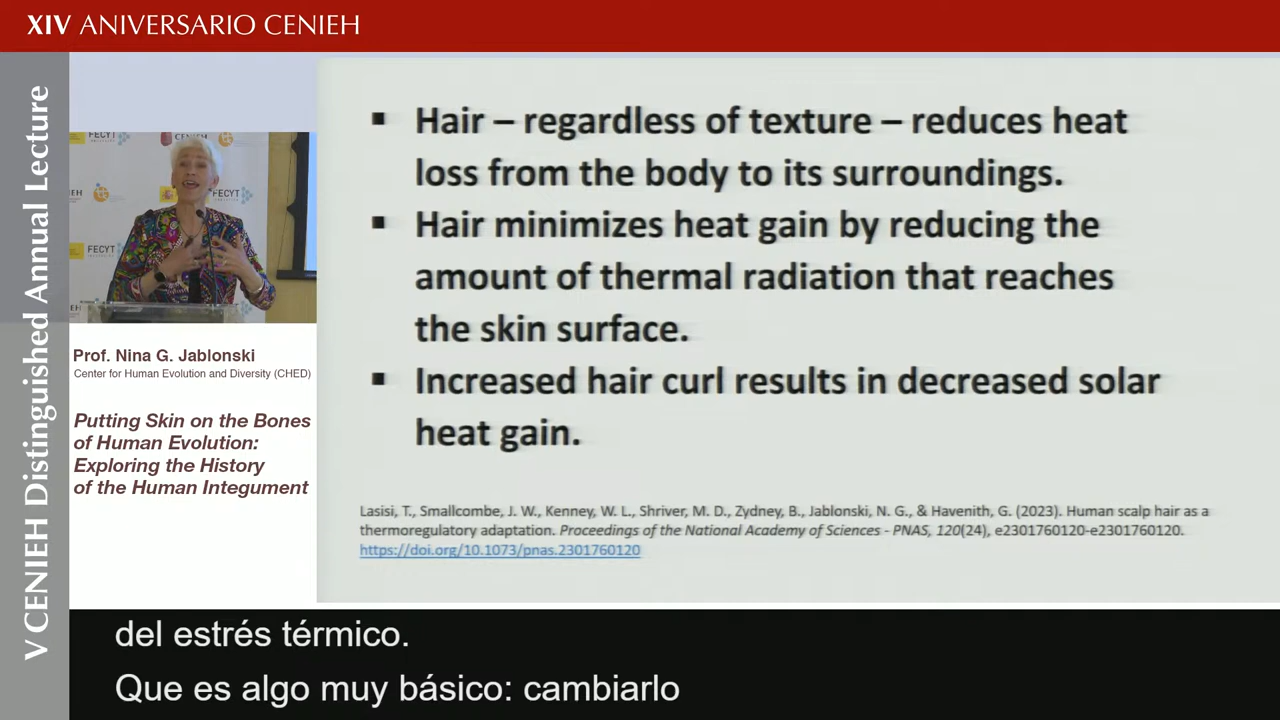 XIV ANIVERSARIO CENIEH
V CENIEH Distinguished Annual Lecture
FECYT
CENIEH
FECYT
FECYT
Prof. Nina G. Jablonski
Center for Human Evolution and Diversity (CHED)
Putting Skin on the Bones
of Human Evolution:
Exploring the History
of the Human Integument
▪ Hair – regardless of texture – reduces heat
loss from the body to its surroundings.
▪ Hair minimizes heat gain by reducing the
amount of thermal radiation that reaches
the skin surface.
▪ Increased hair curl results in decreased solar
heat gain.
Lasisi, T., Smallcombe, J. W., Kenney, W. L., Shriver, M. D., Zydney, B., Jablonski, N. G., & Havenith, G. (2023). Human scalp hair as a
thermoregulatory adaptation. Proceedings of the National Academy of Sciences - PNAS, 120(24), e2301760120-e2301760120.
https://doi.org/10.1073/pnas.2301760120
del estrés térmico.
Que es algo muy básico: cambiarlo